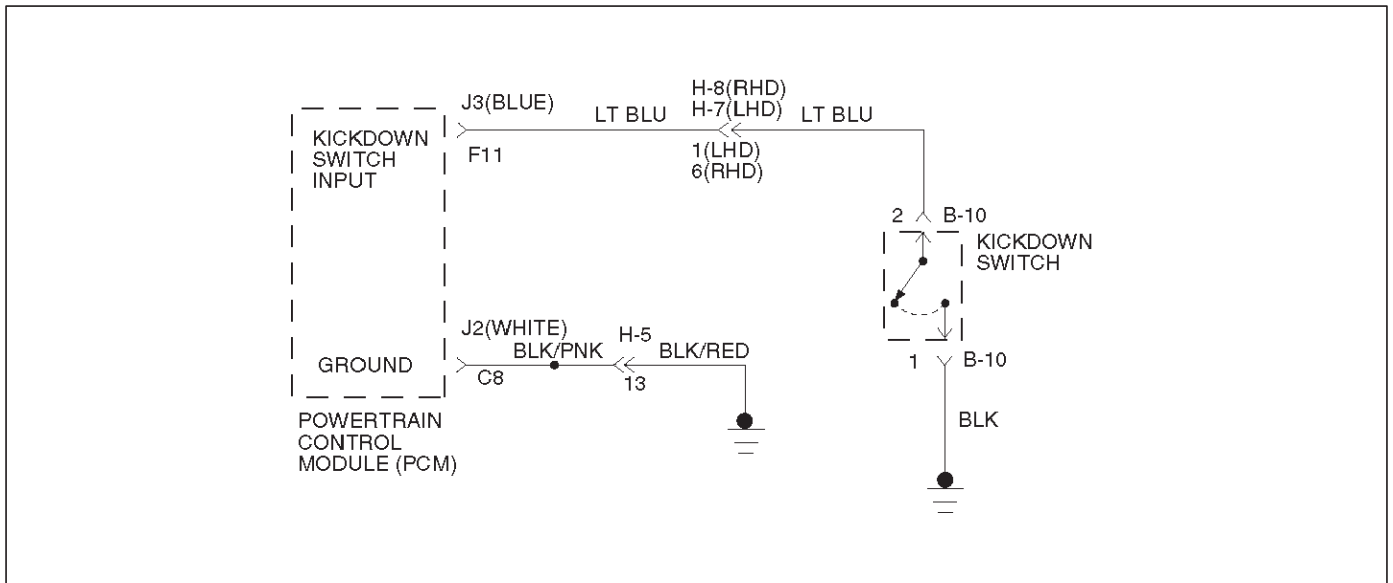 J3(BLUE)
H-8(RHD)
H-7(LHD)
LT BLU
LT BLU
KICKDOWN
SWITCH
INPUT
F11
1(LHD)
6(RHD)
2
B-10
KICKDOWN
SWITCH
J2(WHITE)
H-5
BLK/PNK
BLK/RED
GROUND
C8
13
1
B-10
POWERTRAIN
CONTROL
MODULE (PCM)
BLK